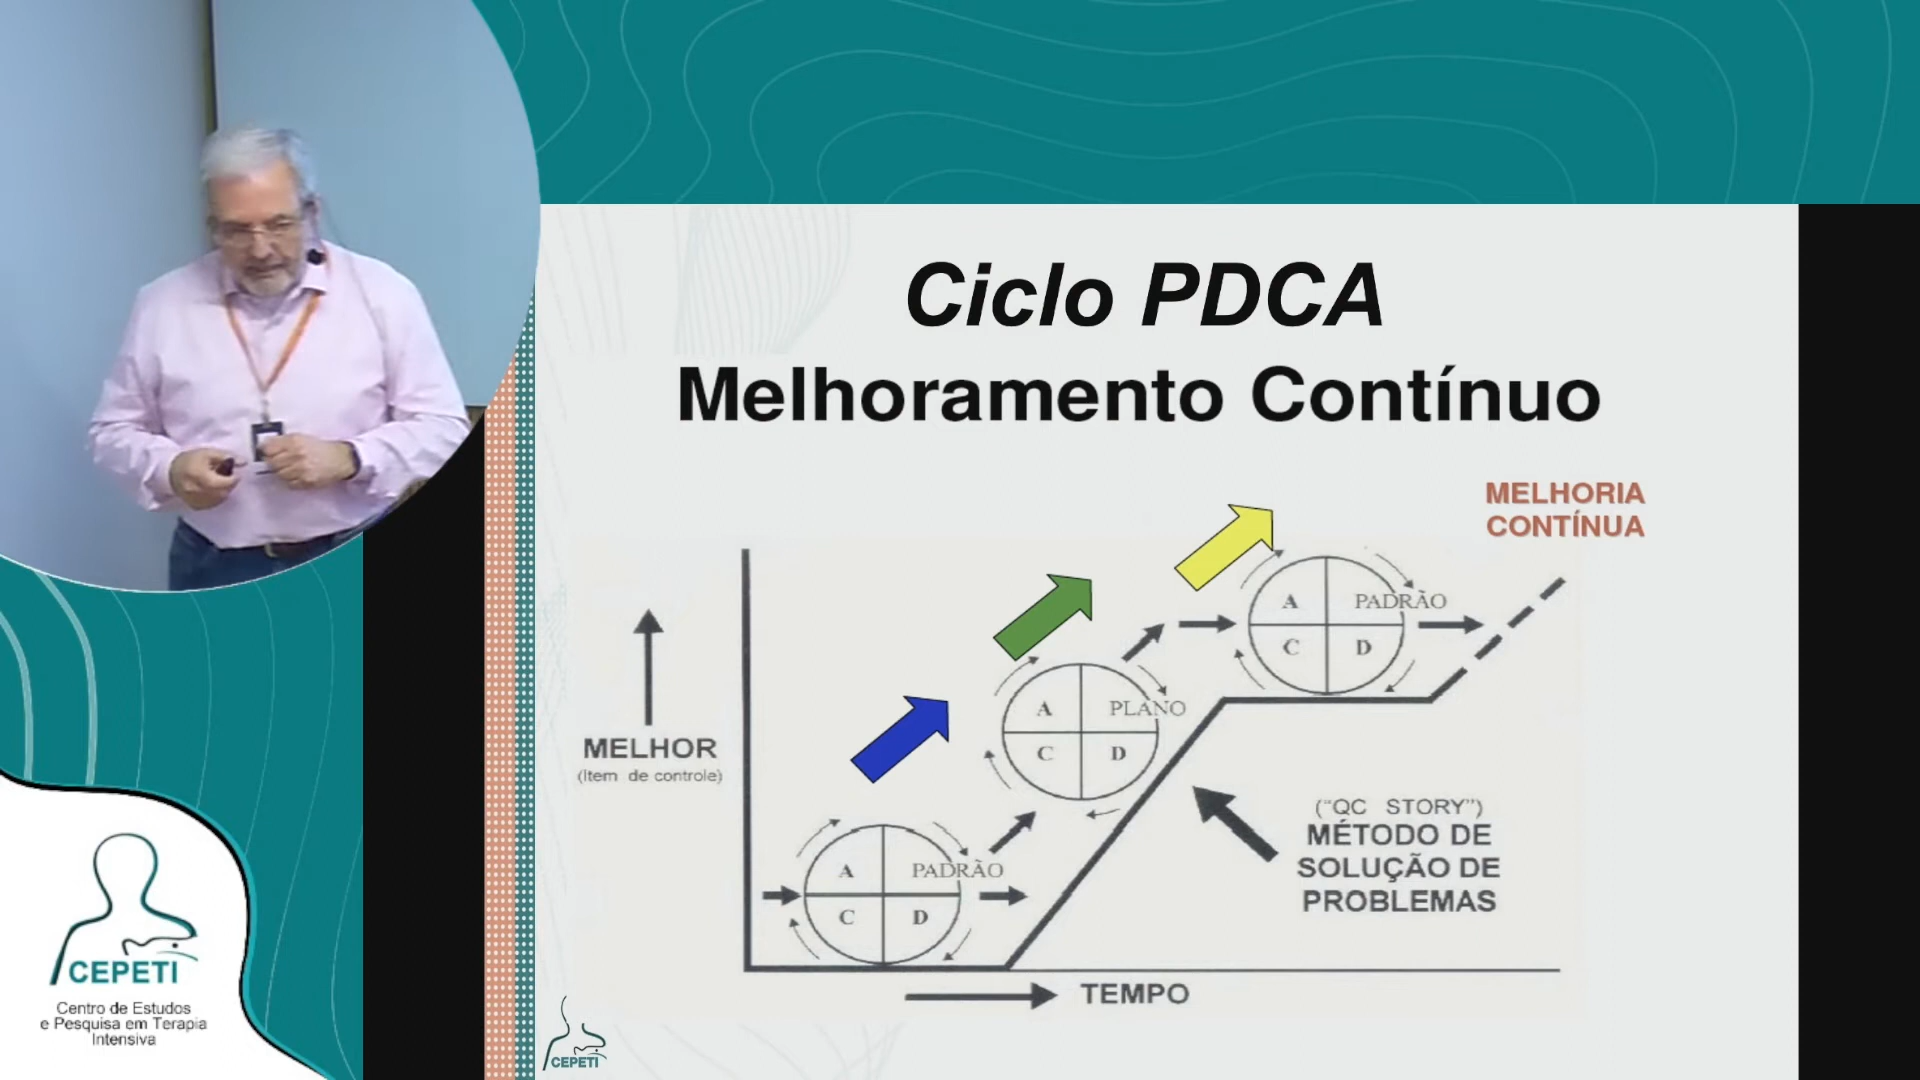 Ciclo PDCA
Melhoramento Contínuo
MELHORIA
CONTÍNUA
A
PADRÃO
C
D
A
PLANO
C
D
MELHOR
(Item de controle)
A
PADRÃO
C
D
("QC STORY")
MÉTODO DE
SOLUÇÃO DE
PROBLEMAS
TEMPO
CEPETI
Centro de Estudos
e Pesquisa em Terapia
Intensiva
CEPETI